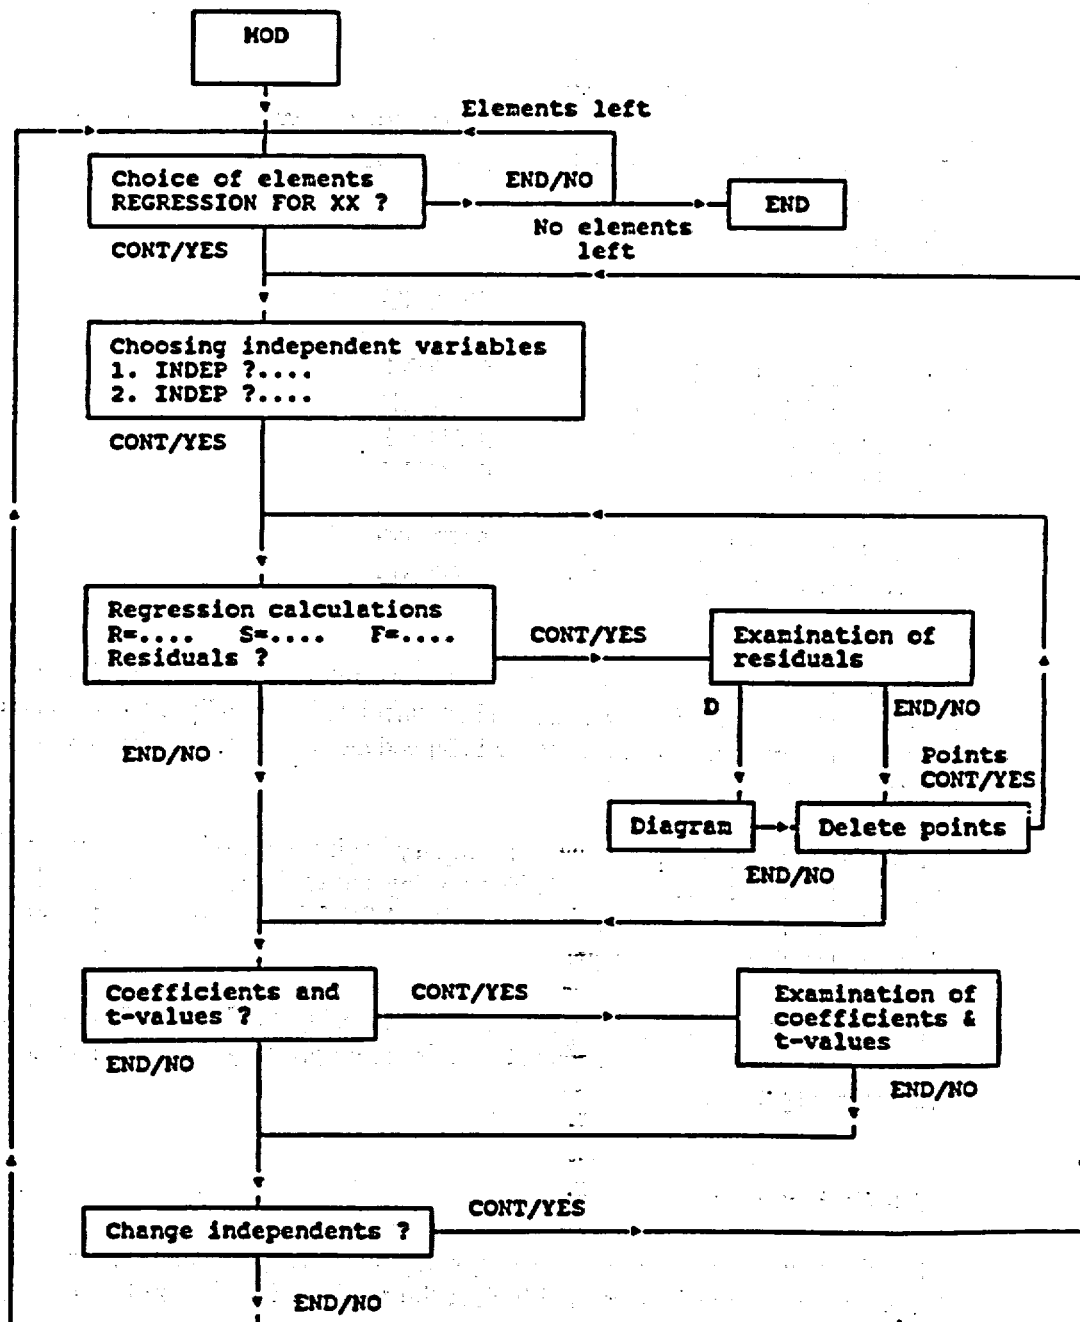 MOD
Elements left
Choice of elements
REGRESSION FOR XX ?
END/NO
END
No elements
left
CONT/YES
Choosing independent variables
1. INDEP ?....
2. INDEP ?....
CONT/YES
Regression calculations
R=.... S=.... F=....
Residuals ?
CONT/YES
Examination of
residuals
D
END/NO
END/NO
Points
CONT/YES
Diagram
Delete points
END/NO
Coefficients and
t-values ?
CONT/YES
Examination of
coefficients &
t-values
END/NO
END/NO
Change independents ?
CONT/YES
END/NO